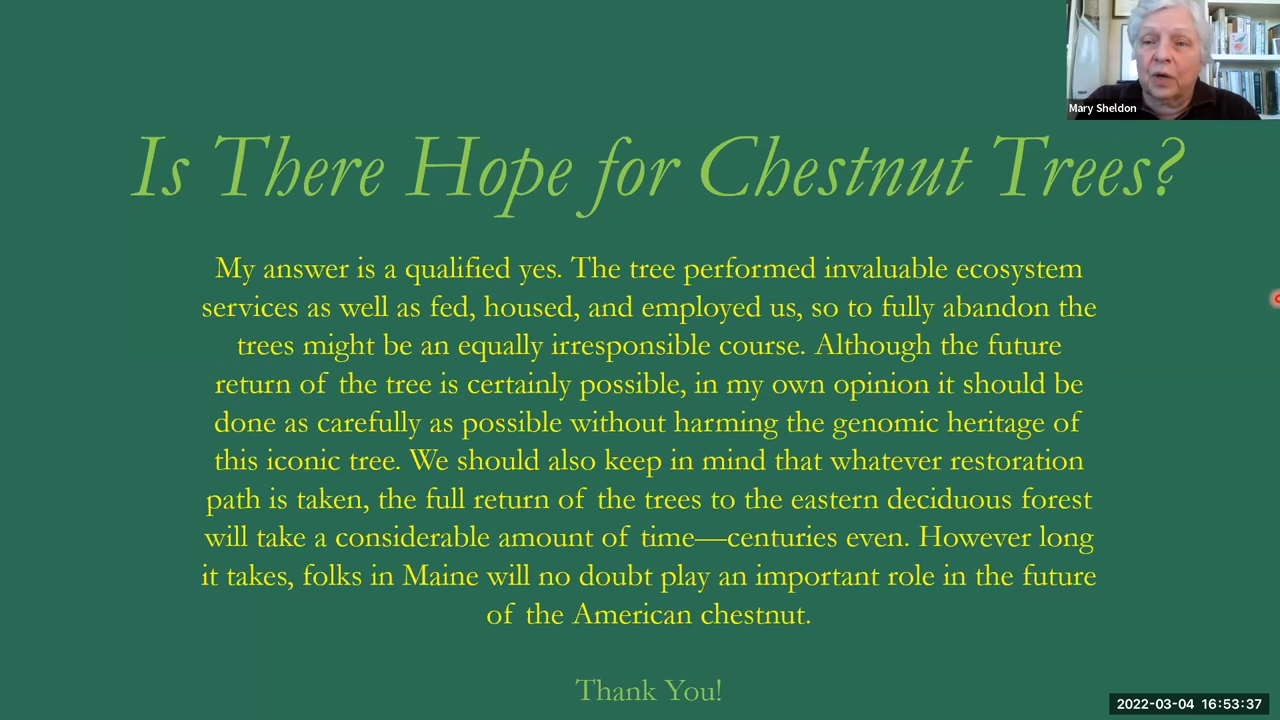 Mary Sheldon
Is There Hope for Chestnut Trees?
My answer is a qualified yes. The tree performed invaluable ecosystem
services as well as fed, housed, and employed us, so to fully abandon the
trees might be an equally irresponsible course. Although the future
return of the tree is certainly possible, in my own opinion it should be
done as carefully as possible without harming the genomic heritage of
this iconic tree. We should also keep in mind that whatever restoration
path is taken, the full return of the trees to the eastern deciduous forest
will take a considerable amount of time—centuries even. However long
it takes, folks in Maine will no doubt play an important role in the future
of the American chestnut.
Thank You!
2022-03-04 16:53:37